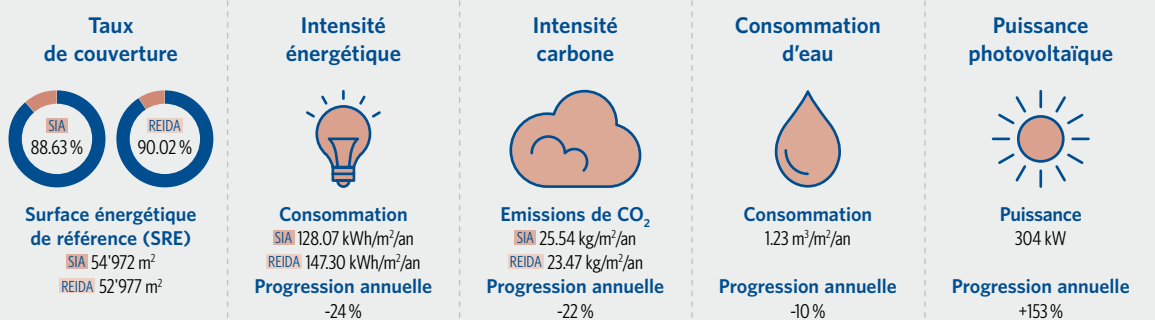 Taux
de couverture
SIA
88.63 %
REIDA
90.02 %
Surface énergétique
de référence (SRE)
SIA 54'972 m²
REIDA 52'977 m²
Intensité
énergétique
Consommation
SIA 128.07 kWh/m²/an
REIDA 147.30 kWh/m²/an
Progression annuelle
-24 %
Intensité
carbone
Emissions de CO₂
SIA 25.54 kg/m²/an
REIDA 23.47 kg/m²/an
Progression annuelle
-22 %
Consommation
d'eau
Consommation
1.23 m³/m²/an
Progression annuelle
-10 %
Puissance
photovoltaïque
Puissance
304 kW
Progression annuelle
+153 %